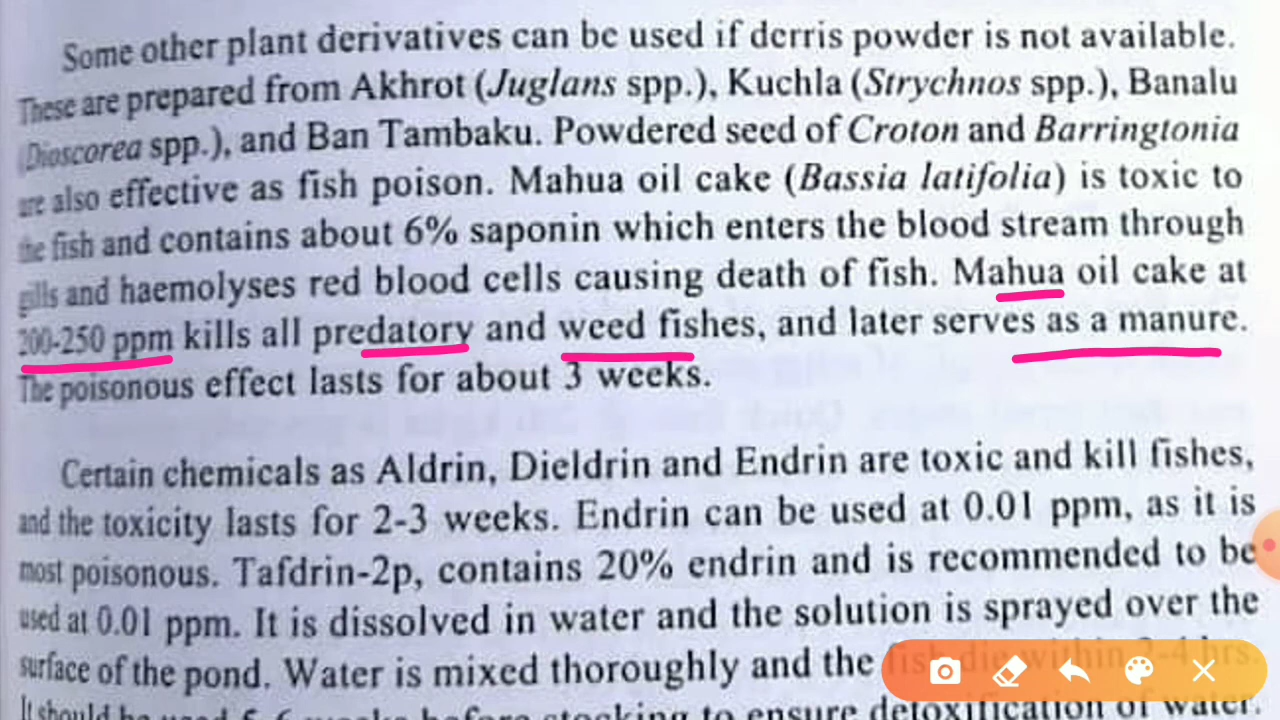 Some other plant derivatives can be used if derris powder is not available.
These are prepared from Akhrot (Juglans spp.), Kuchla (Strychnos spp.), Banalu
(Dioscorea spp.), and Ban Tambaku. Powdered seed of Croton and Barringtonia
are also effective as fish poison. Mahua oil cake (Bassia latifolia) is toxic to
the fish and contains about 6% saponin which enters the blood stream through
gills and haemolyses red blood cells causing death of fish. Mahua oil cake at
200-250 ppm kills all predatory and weed fishes, and later serves as a manure.
The poisonous effect lasts for about 3 weeks.
Certain chemicals as Aldrin, Dieldrin and Endrin are toxic and kill fishes,
and the toxicity lasts for 2-3 weeks. Endrin can be used at 0.01 ppm, as it is
most poisonous. Tafdrin-2p, contains 20% endrin and is recommended to be
used at 0.01 ppm. It is dissolved in water and the solution is sprayed over the
surface of the pond. Water is mixed thoroughly and the fish die within 2-4 hrs.
It should be used 5-6 weeks before stocking to ensure detoxification of water.